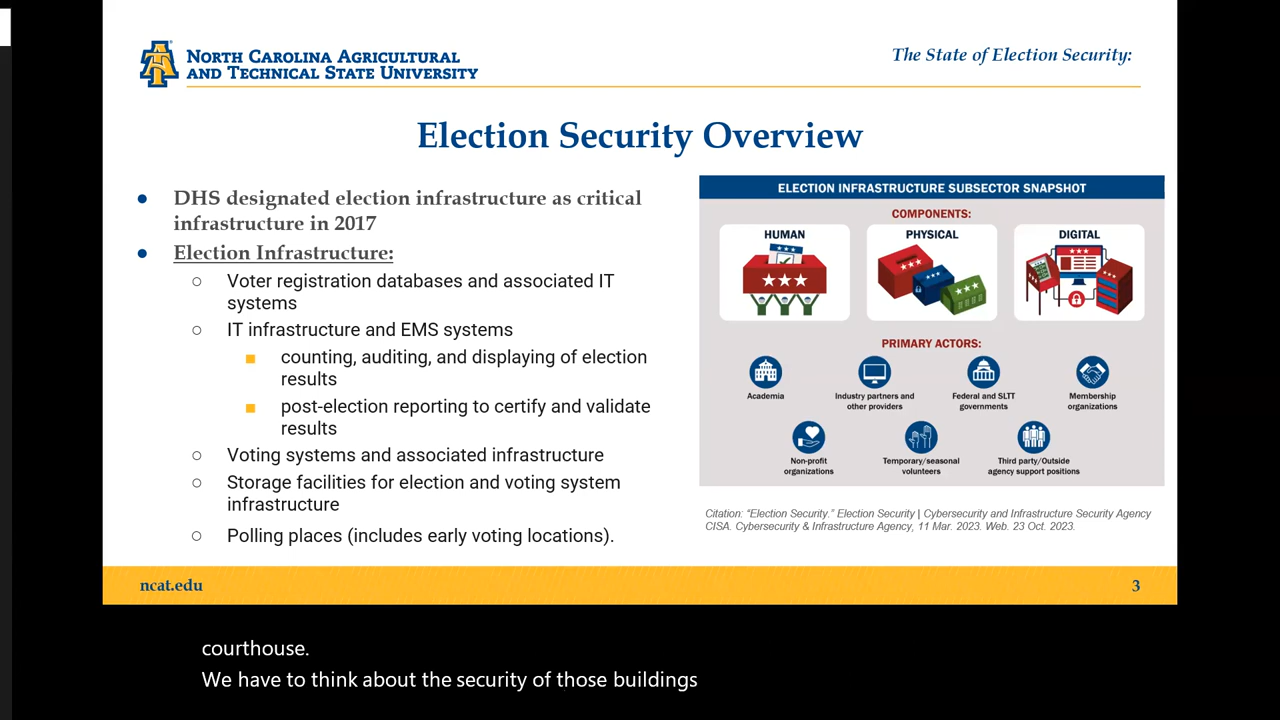 NORTH CAROLINA AGRICULTURAL
AND TECHNICAL STATE UNIVERSITY
The State of Election Security:
Election Security Overview
● DHS designated election infrastructure as critical
infrastructure in 2017
● Election Infrastructure:
○ Voter registration databases and associated IT
systems
○ IT infrastructure and EMS systems
■ counting, auditing, and displaying of election
results
■ post-election reporting to certify and validate
results
○ Voting systems and associated infrastructure
○ Storage facilities for election and voting system
infrastructure
○ Polling places (includes early voting locations).
ELECTION INFRASTRUCTURE SUBSECTOR SNAPSHOT
COMPONENTS:
HUMAN
PHYSICAL
DIGITAL
PRIMARY ACTORS:
Academia
Industry partners and
other providers
Federal and SLTT
governments
Membership
organizations
Non-profit
organizations
Temporary/seasonal
volunteers
Third party/Outside
agency support positions
Citation: “Election Security.” Election Security | Cybersecurity and Infrastructure Security Agency
CISA. Cybersecurity & Infrastructure Agency, 11 Mar. 2023. Web. 23 Oct. 2023.
ncat.edu
3
courthouse.
We have to think about the security of those buildings